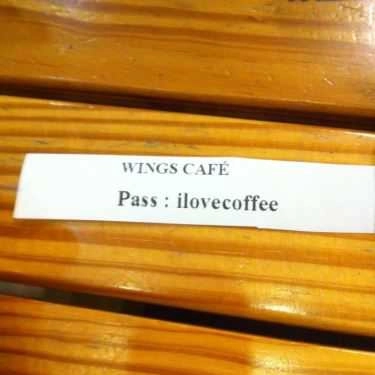 WINGS CAFÉ
Pass : ilovecoffee